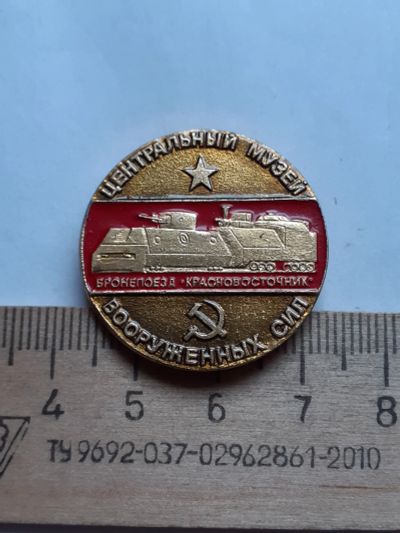 ЦЕНТРАЛЬНЫЙ МУЗЕЙ
БРОНЕПОЕЗД "КРАСНОВОСТОЧНИК"
ВООРУЖЕННЫХ СИЛ
4 5 6 7 8
ТУ 9692-037-02962861-2010